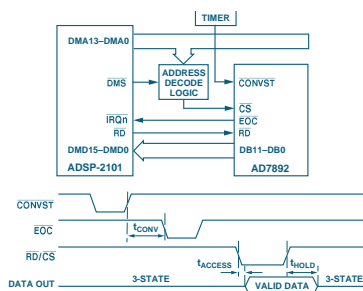 TIMER
DMA13–DMA0
DMS
ADDRESS
DECODE
LOGIC
CONVST
CS
IRQn
EOC
RD
RD
DMD15–DMD0
DB11–DB0
ADSP-2101
AD7892
CONVST
EOC
tCONV
RD/CS
tACCESS
tHOLD
DATA OUT
3-STATE
VALID DATA
3-STATE